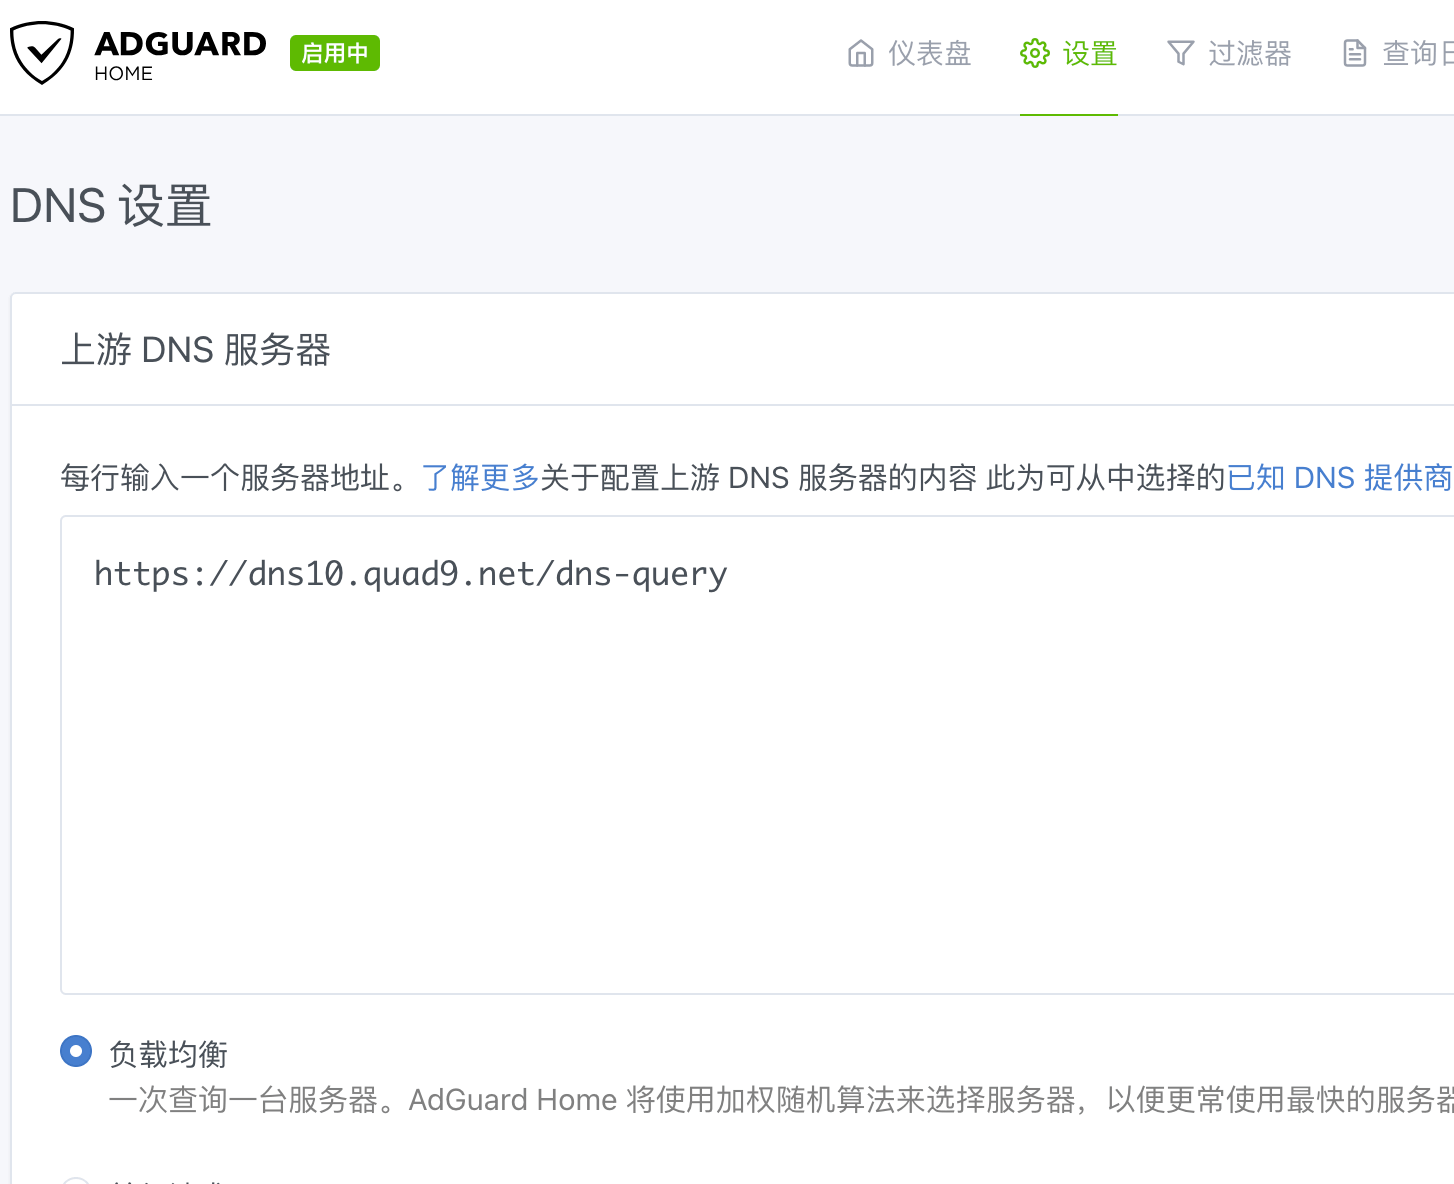 ADGUARD 启用中 仪表盘 设置 过滤器 查询
HOME
DNS 设置
上游 DNS 服务器
每行输入一个服务器地址。了解更多关于配置上游 DNS 服务器的内容 此为可从中选择的已知 DNS 提供商
https://dns10.quad9.net/dns-query
负载均衡
一次查询一台服务器。AdGuard Home 将使用加权随机算法来选择服务器，以便更常使用最快的服务器